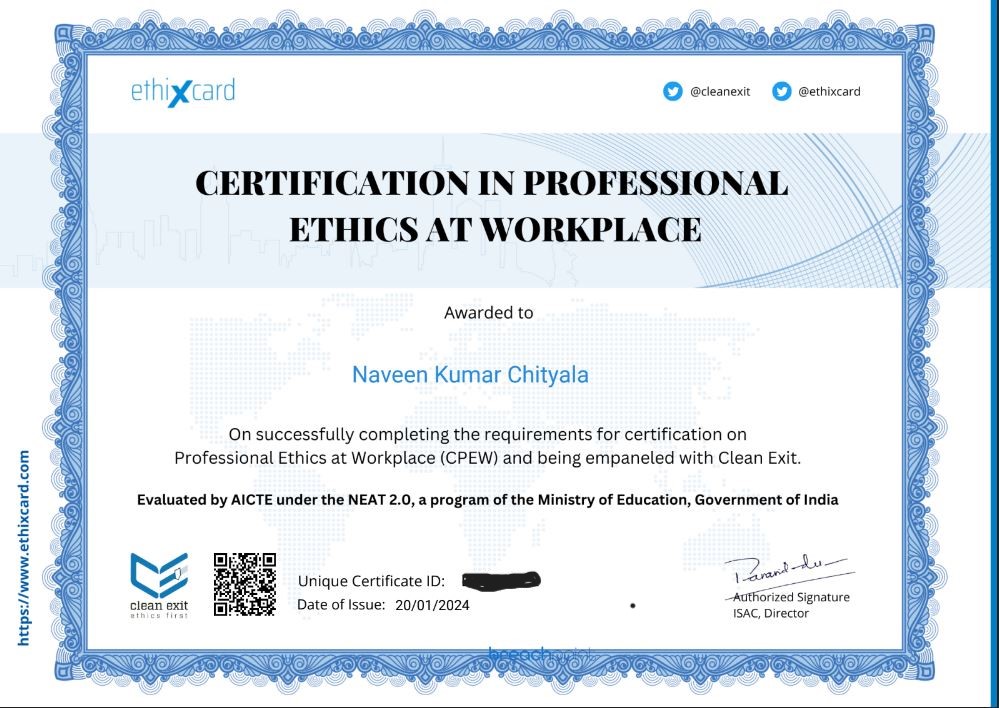 ethixcard
@cleanexit @ethixcard
CERTIFICATION IN PROFESSIONAL
ETHICS AT WORKPLACE
Awarded to
Naveen Kumar Chityala
On successfully completing the requirements for certification on
Professional Ethics at Workplace (CPEW) and being empaneled with Clean Exit.
Evaluated by AICTE under the NEAT 2.0, a program of the Ministry of Education, Government of India
https://www.ethixcard.com
clean exit
ethics first
Unique Certificate ID:
Date of Issue: 20/01/2024
Authorized Signature
ISAC, Director
breachpoint